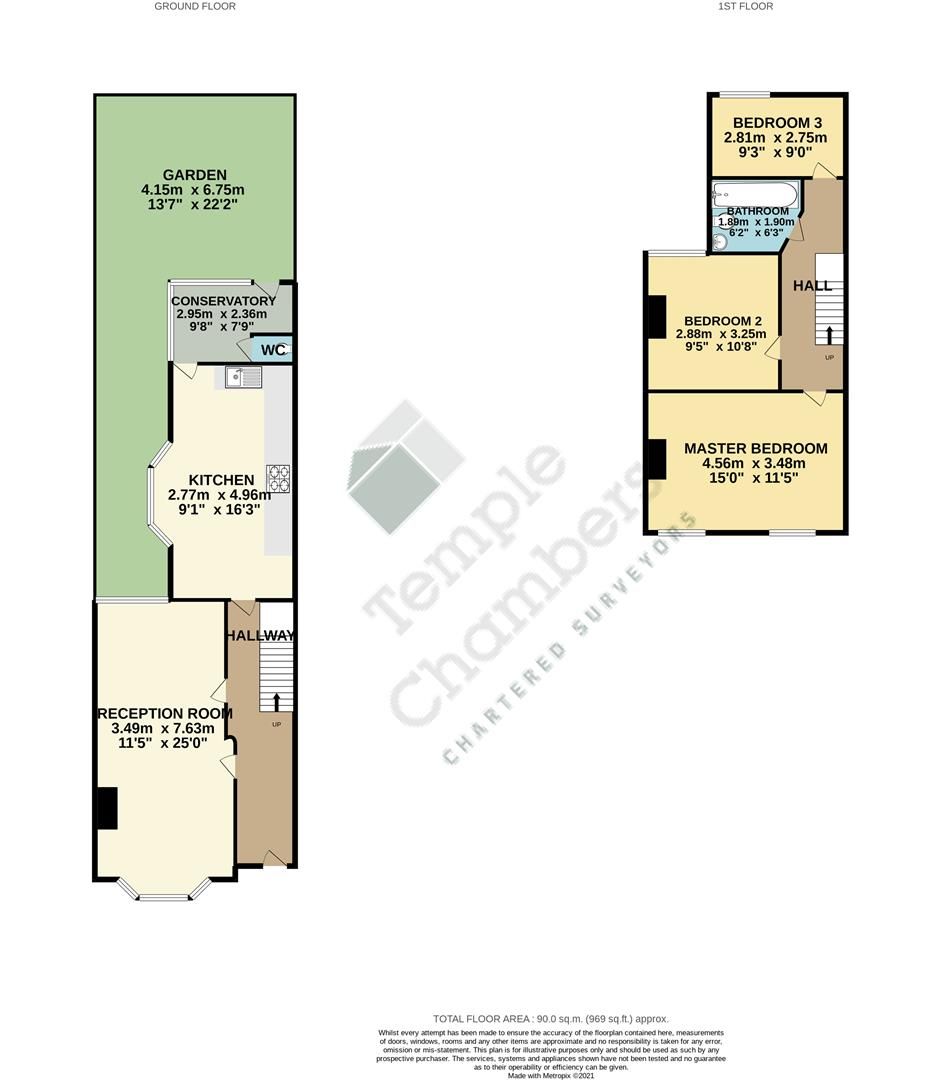 GROUND FLOOR
1ST FLOOR
GARDEN
4.15m x 6.75m
13'7" x 22'2"
CONSERVATORY
2.95m x 2.36m
9'8" x 7'9"
WC
KITCHEN
2.77m x 4.96m
9'1" x 16'3"
HALLWAY
UP
RECEPTION ROOM
3.49m x 7.63m
11'5" x 25'0"
BEDROOM 3
2.81m x 2.75m
9'3" x 9'0"
BATHROOM
1.89m x 1.90m
6'2" x 6'3"
HALL
UP
BEDROOM 2
2.88m x 3.25m
9'5" x 10'8"
MASTER BEDROOM
4.56m x 3.48m
15'0" x 11'5"
Temple
Chambers
CHARTERED SURVEYORS
TOTAL FLOOR AREA : 90.0 sq.m. (969 sq.ft.) approx.
Whilst every attempt has been made to ensure the accuracy of the floorplan contained here, measurements
of doors, windows, rooms and any other items are approximate and no responsibility is taken for any error,
omission or mis-statement. This plan is for illustrative purposes only and should be used as such by any
prospective purchaser. The services, systems and appliances shown have not been tested and no guarantee
as to their operability or efficiency can be given.
Made with Metropix ©2021